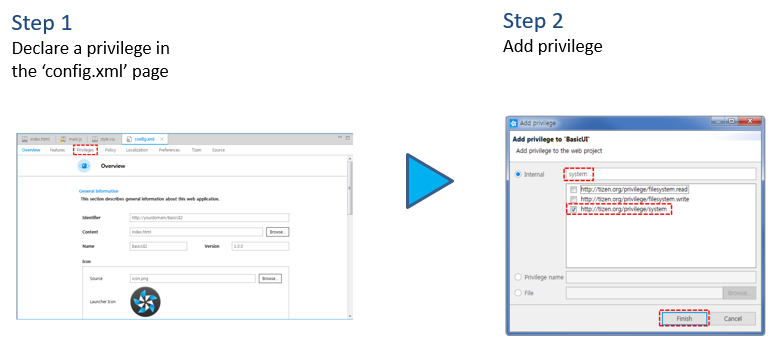 Step 1
Declare a privilege in
the ‘config.xml’ page
index.html
main.js
style.css
config.xml
Overview Features Privileges Policy Localization Preferences Tizen Source
Overview
General Information
This section describes general information about this web application.
Identifier http://yourdomain/BasicUI2
Content index.html Browse...
Name BasicUI2 Version 1.0.0
Icon
Source icon.png Browse...
Launcher Icon
Step 2
Add privilege
Add privilege
Add privilege to "BasicUI"
Add privilege to the web project
Internal system
http://tizen.org/privilege/filesystem.read
http://tizen.org/privilege/filesystem.write
http://tizen.org/privilege/system
Privilege name
File Browse...
Finish Cancel